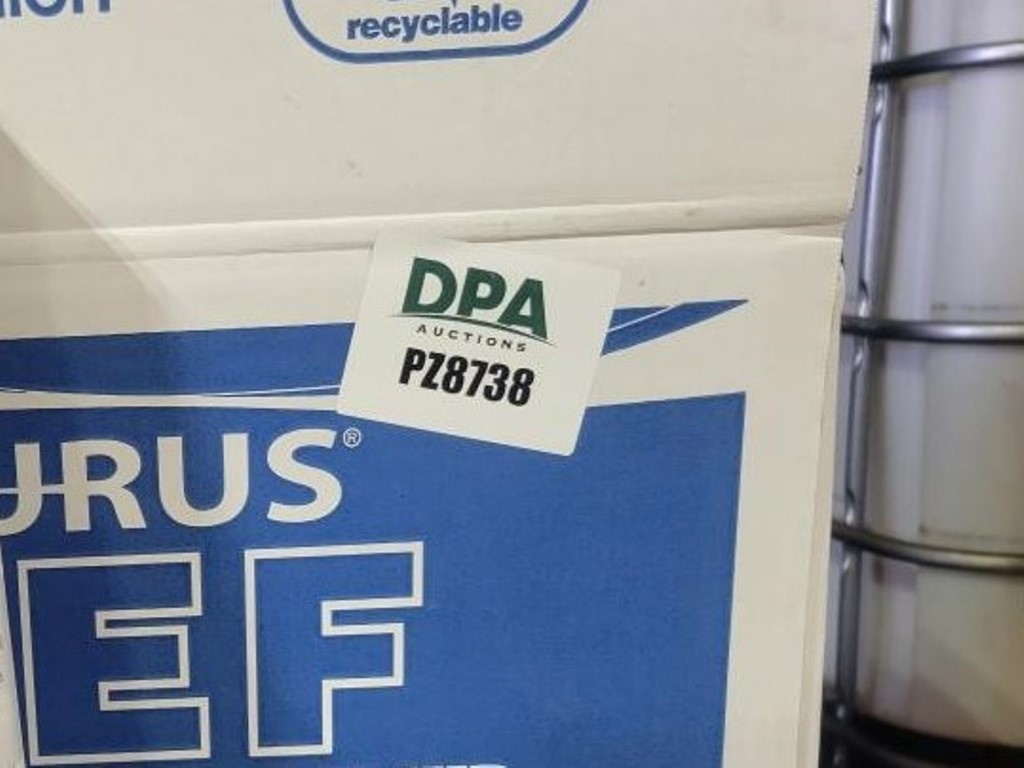 recyclable
DPA
AUCTIONS
PZ8738
URUS®
EF